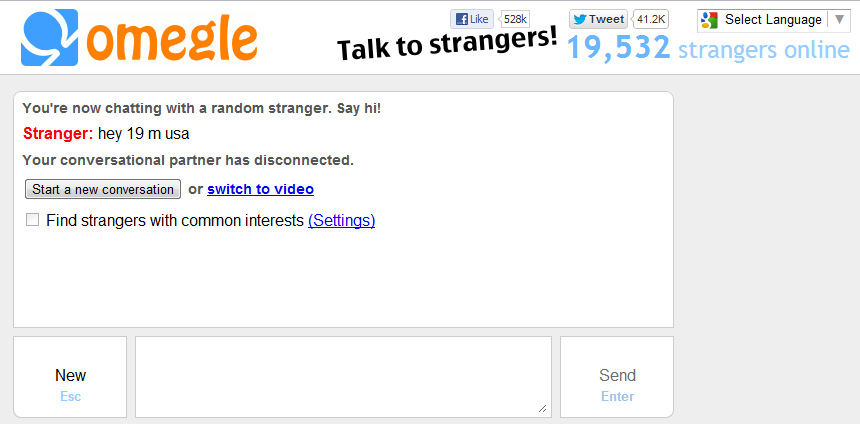 omegle
Talk to strangers!
Like 528k
Tweet 41.2K
Select Language ▼
19,532 strangers online
You're now chatting with a random stranger. Say hi!
Stranger: hey 19 m usa
Your conversational partner has disconnected.
Start a new conversation or switch to video
Find strangers with common interests (Settings)
New
Esc
Send
Enter